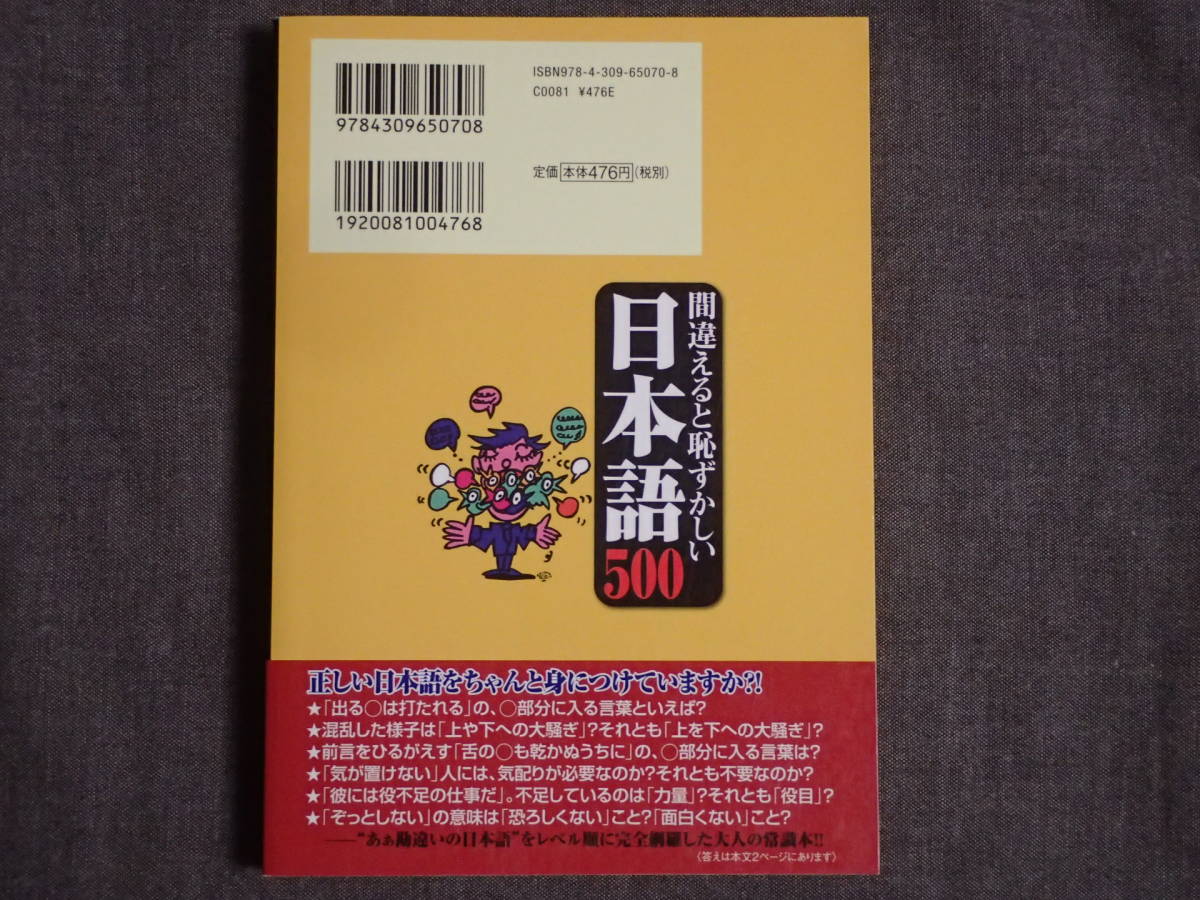 ISBN978-4-309-65070-8
C0081 ¥476E
9784309650708
定価 本体476円(税別)
1920081004768
間違えると恥ずかしい
日本語
500
正しい日本語をちゃんと身につけていますか?!
★「出る○は打たれる」の、○部分に入る言葉といえば?
★混乱した様子は「上や下への大騒ぎ」?それとも「上を下への大騒ぎ」?
★前言をひるがえす「舌の○も乾かぬうちに」の、○部分に入る言葉は?
★「気が置けない」人には、気配りが必要なのか?それとも不要なのか?
★「彼には役不足の仕事だ」。不足しているのは「力量」?それとも「役目」?
★「ぞっとしない」の意味は「恐ろしくない」こと?「面白くない」こと?
――“あぁ勘違いの日本語”をレベル順に完全網羅した大人の常識本!!
〈答えは本文2ページにあります〉